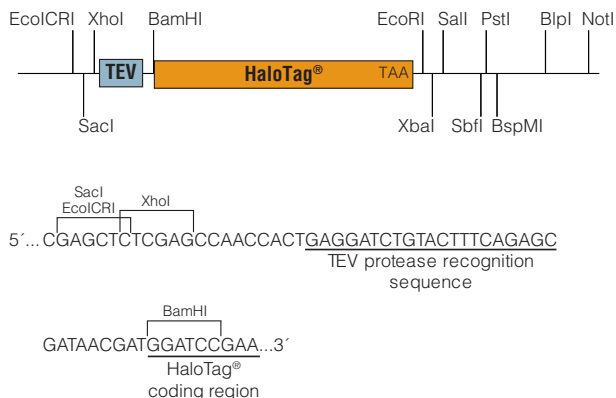 EcoICRI XhoI BamHI EcoRI SalI PstI BlpI NotI
TEV HaloTag® TAA
SacI XbaI SbfI BspMI
SacI
EcoICRI XhoI
5´... CGAGCTCTCGAGCCAACCACTGAGGATCTGTACTTTCAGAGC
TEV protease recognition
sequence
BamHI
GATAACGATGGATCCGAA...3´
HaloTag®
coding region